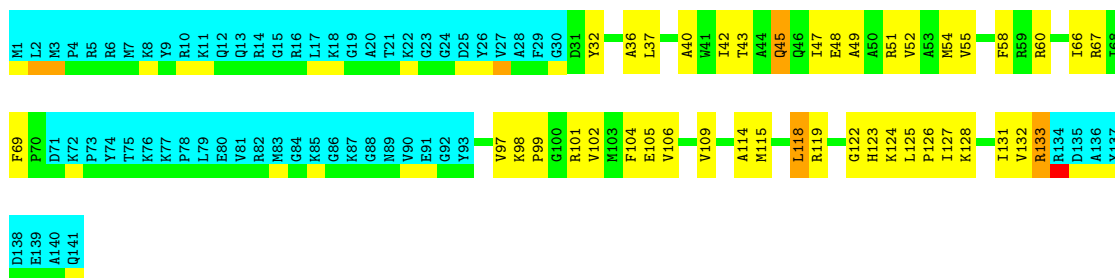 M1 L2 M3 P4 R5 R6 M7 K8 Y9 R10 K11 Q12 Q13 R14 G15 R16 L17 K18 G19 A20 T21 K22 G23 G24 D25 Y26 V27 A28 F29 G30 D31 Y32 A36 L37 A40 W41 I42 T43 A44 Q45 Q46 I47 E48 A49 A50 R51 V52 A53 M54 V55 F58 R59 R60 I66 R67 I68
F69 P70 D71 K72 P73 Y74 T75 K76 K77 P78 L79 E80 V81 R82 M83 G84 K85 G86 K87 G88 N89 V90 E91 G92 Y93 V97 K98 P99 G100 R101 V102 M103 F104 E105 V106 V109 A114 M115 L118 R119 G122 H123 K124 L125 P126 I127 K128 I131 V132 R133 R134 D135 A136 Y137
D138 E139 A140 Q141